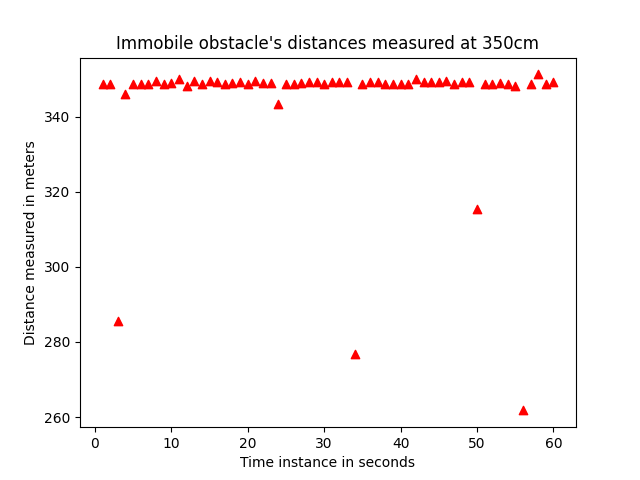 Immobile obstacle's distances measured at 350cm
Distance measured in meters
340
320
300
280
260
0 10 20 30 40 50 60
Time instance in seconds